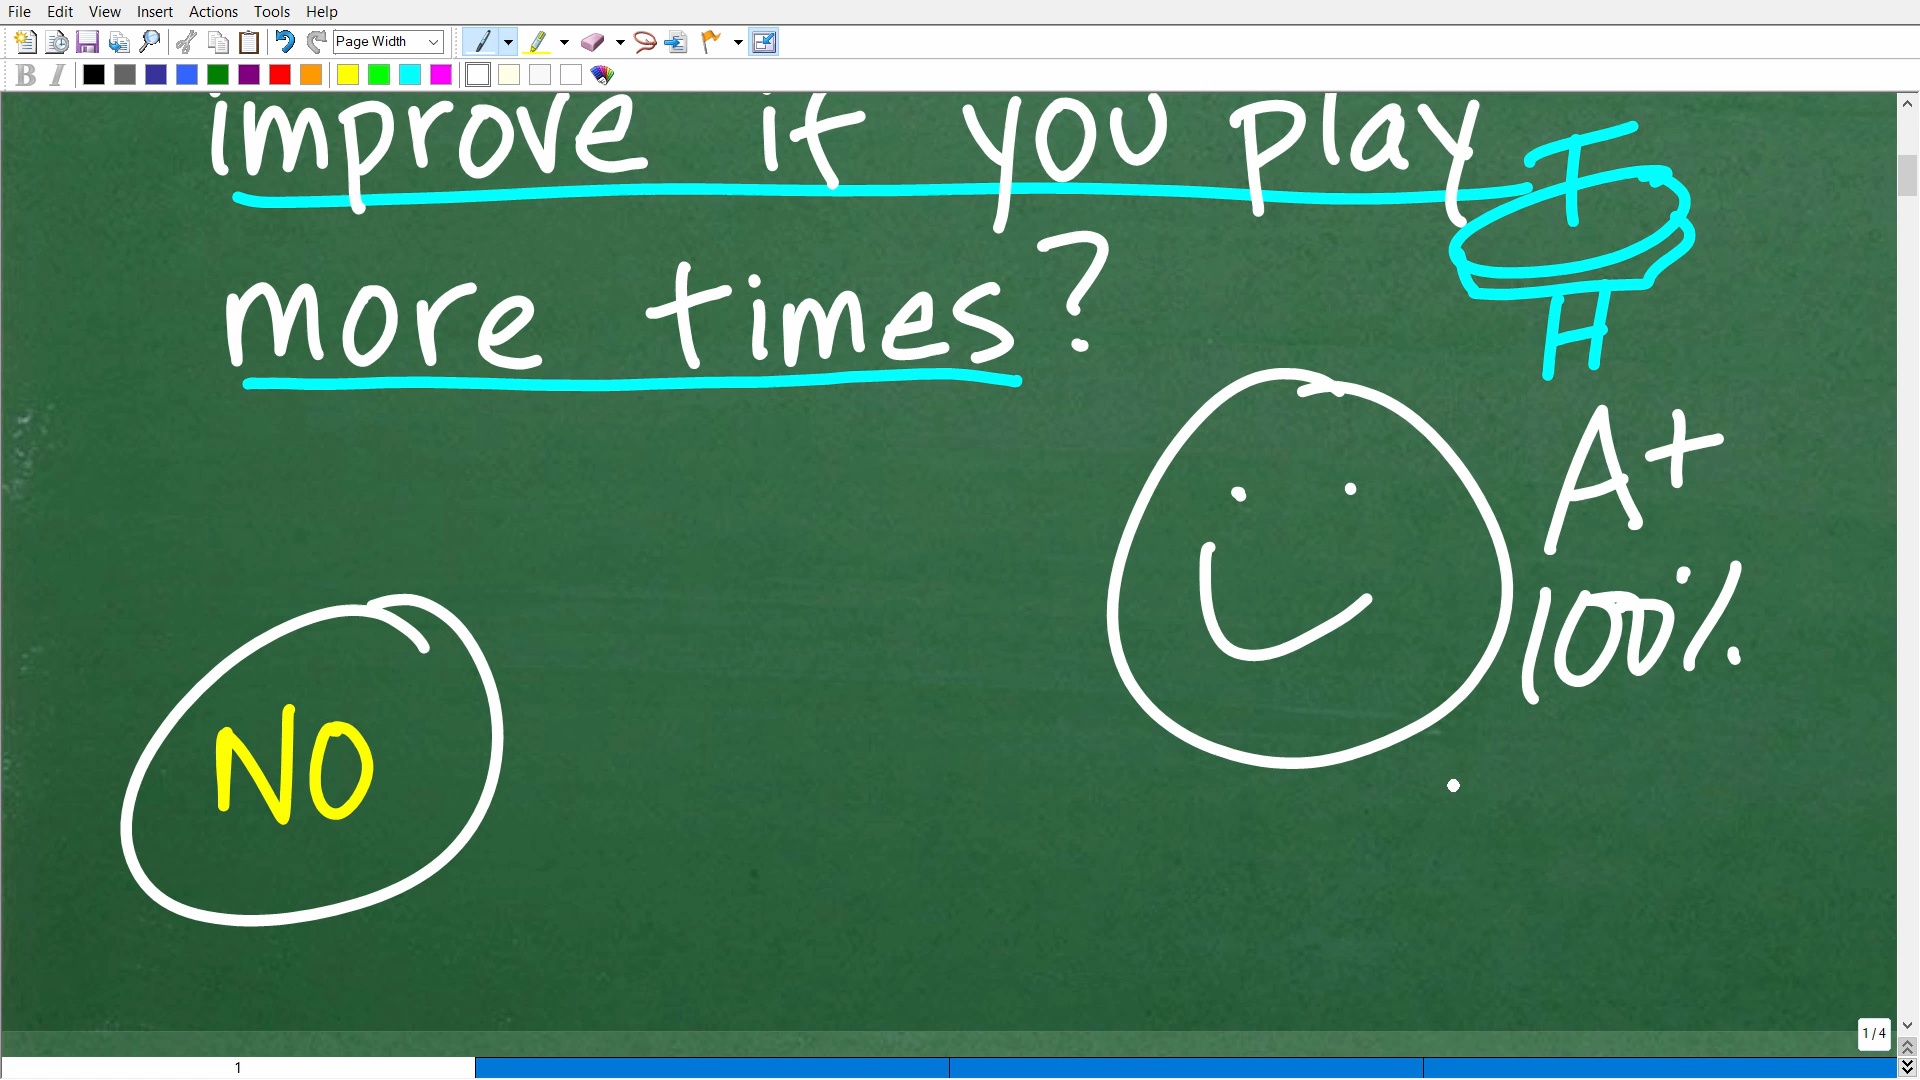 File Edit View Insert Actions Tools Help
Page Width
B I
improve if you play
more times?
T
H
A+
100%
NO
1 / 4
1